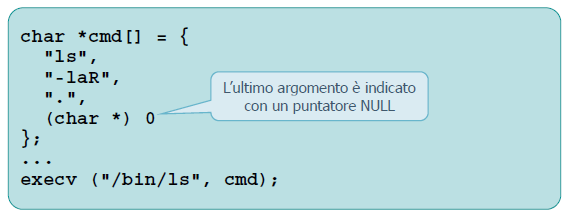 char *cmd[] = {
"ls",
"-laR",
".",
(char *) 0
L'ultimo argomento è indicato
con un puntatore NULL
};
...
execv ("/bin/ls", cmd);